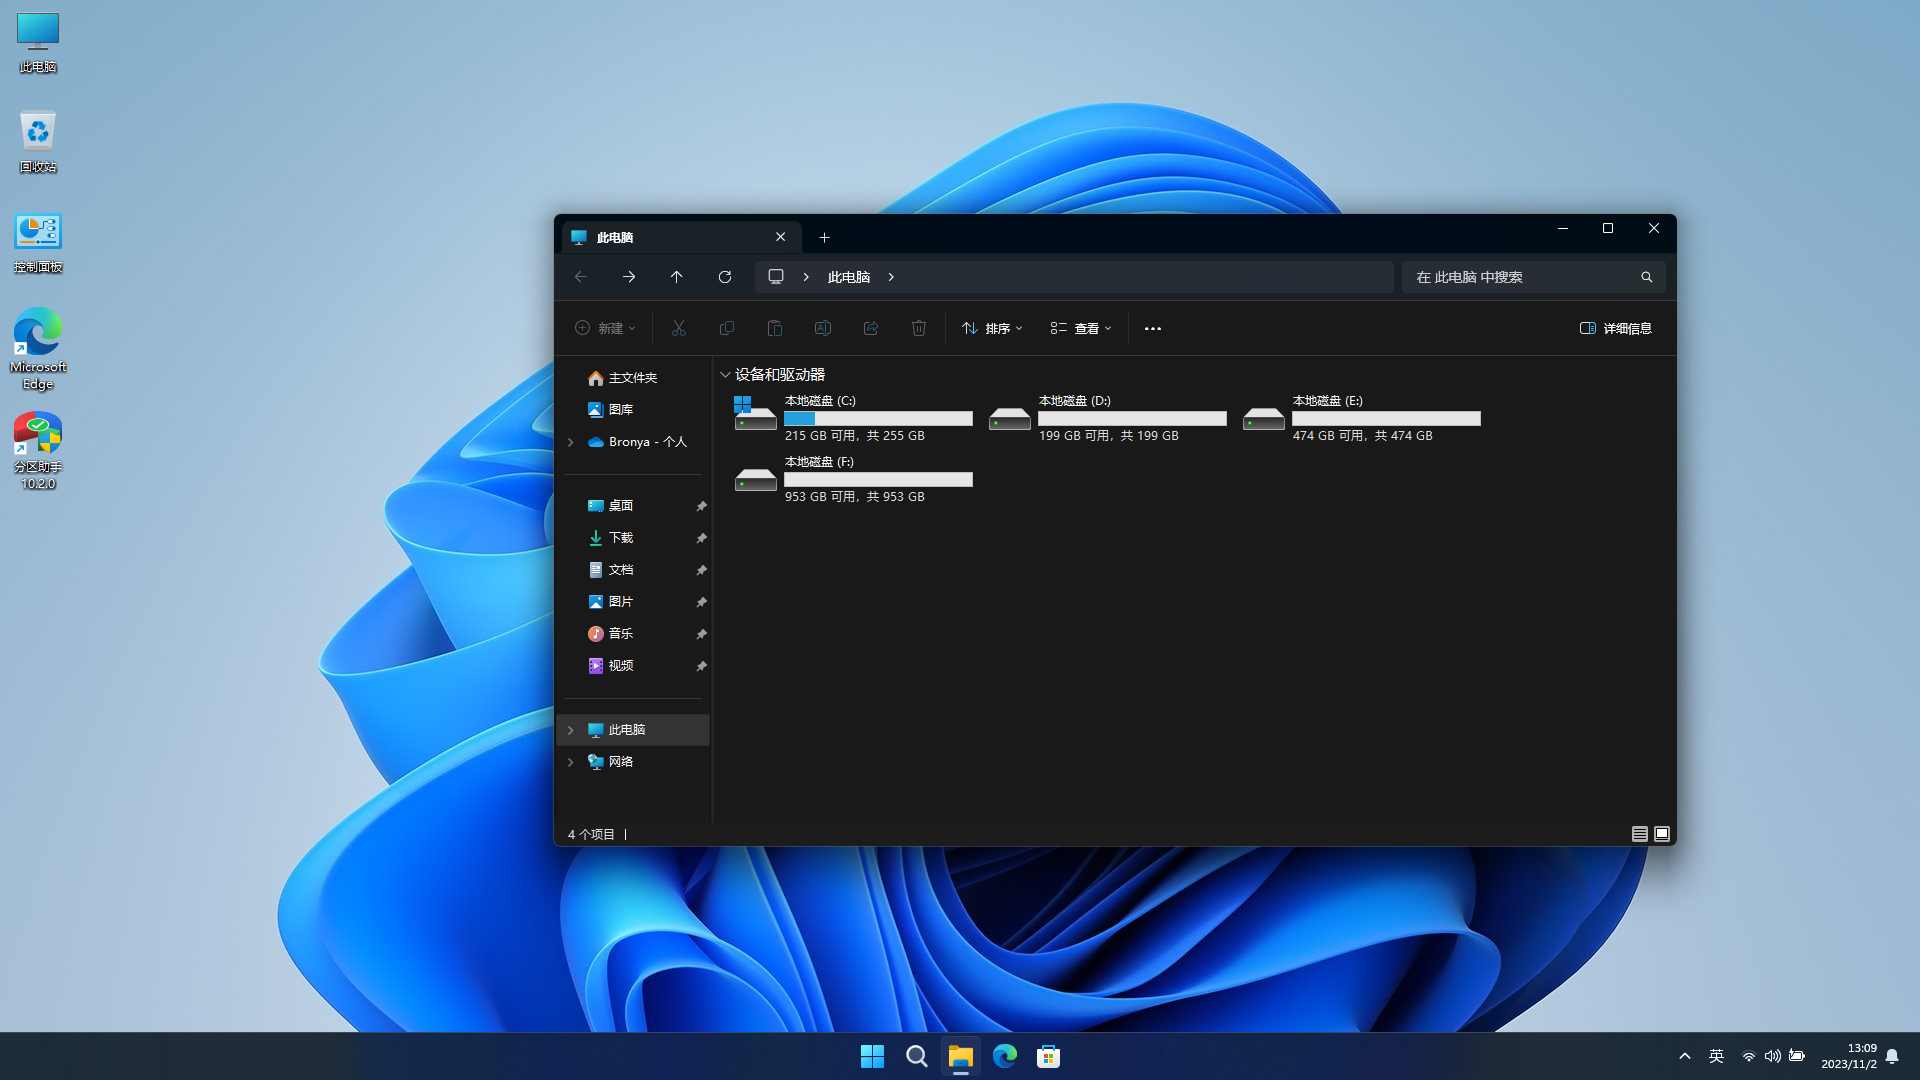 此电脑
回收站
控制面板
Microsoft
Edge
分区助手
10.2.0
此电脑
此电脑
在 此电脑 中搜索
新建
排序
查看
详细信息
主文件夹
图库
Bronya - 个人
桌面
下载
文档
图片
音乐
视频
此电脑
网络
设备和驱动器
本地磁盘 (C:)
215 GB 可用，共 255 GB
本地磁盘 (D:)
199 GB 可用，共 199 GB
本地磁盘 (E:)
474 GB 可用，共 474 GB
本地磁盘 (F:)
953 GB 可用，共 953 GB
4 个项目
英
13:09
2023/11/2